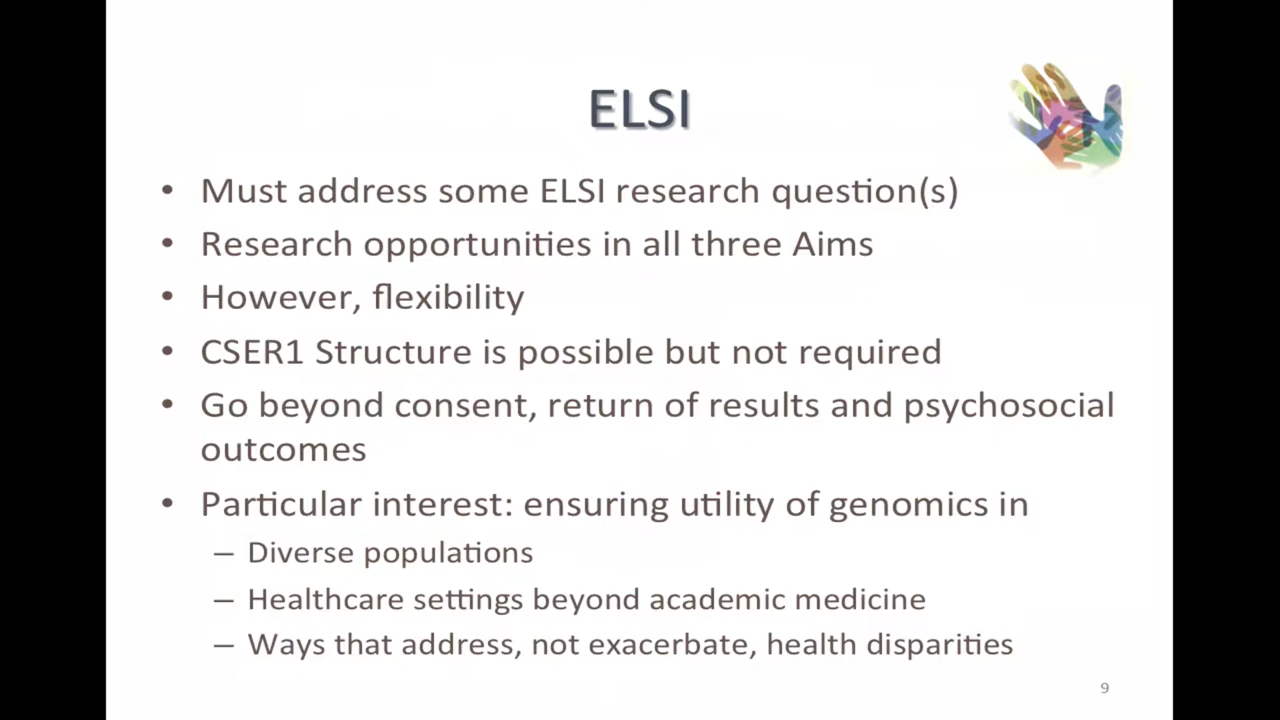 ELSI
• Must address some ELSI research question(s)
• Research opportunities in all three Aims
• However, flexibility
• CSER1 Structure is possible but not required
• Go beyond consent, return of results and psychosocial
outcomes
• Particular interest: ensuring utility of genomics in
– Diverse populations
– Healthcare settings beyond academic medicine
– Ways that address, not exacerbate, health disparities
9